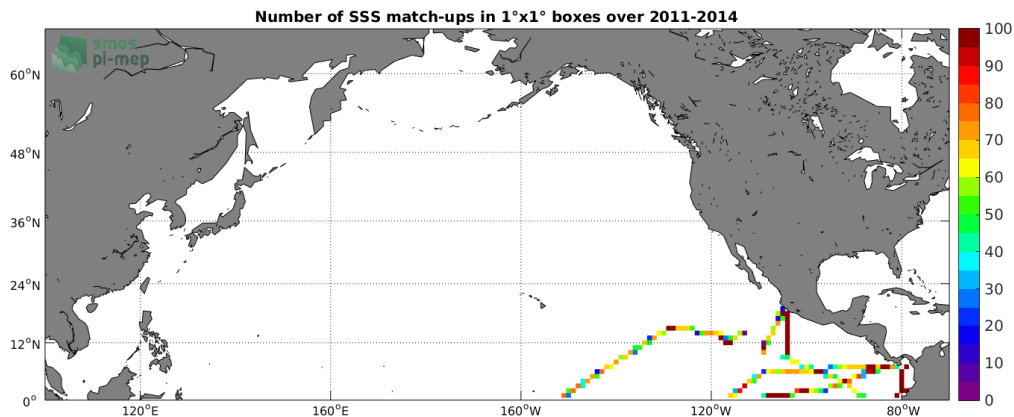 Number of SSS match-ups in 1°x1° boxes over 2011-2014
smos
pi-mep
60°N
48°N
36°N
24°N
12°N
0°
120°E
160°E
160°W
120°W
80°W
100
90
80
70
60
50
40
30
20
10
0